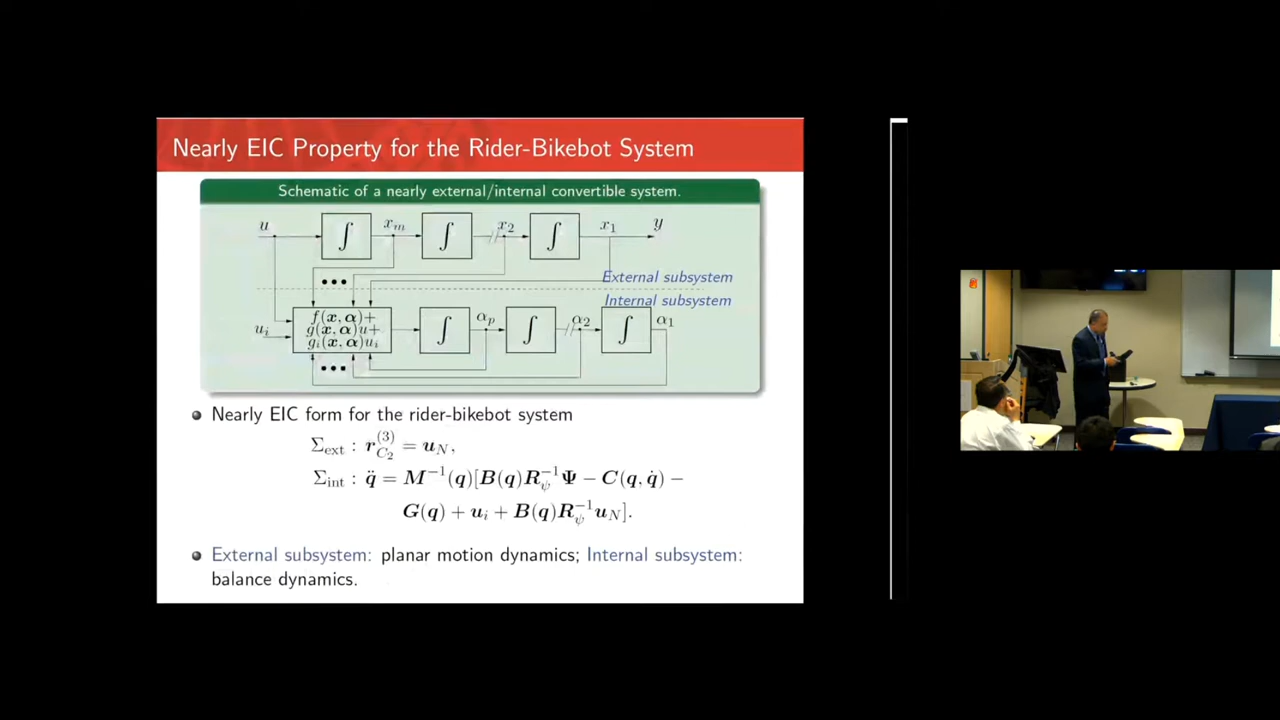 Nearly EIC Property for the Rider-Bikebot System
Schematic of a nearly external/internal convertible system.
u ∫ x_m ∫ x_2 ∫ x_1 y
External subsystem
Internal subsystem
u_i f(x, α)+ g(x, α)u+ g_i(x, α)u_i ∫ α_p ∫ α_2 ∫ α_1
Nearly EIC form for the rider-bikebot system
Σ_ext : r_{C_2}^{(3)} = u_N,
Σ_int : q̈ = M^{-1}(q)[B(q)R_ψ^{-1}Ψ − C(q, q̇) −
G(q) + u_i + B(q)R_ψ^{-1}u_N].
External subsystem: planar motion dynamics; Internal subsystem:
balance dynamics.